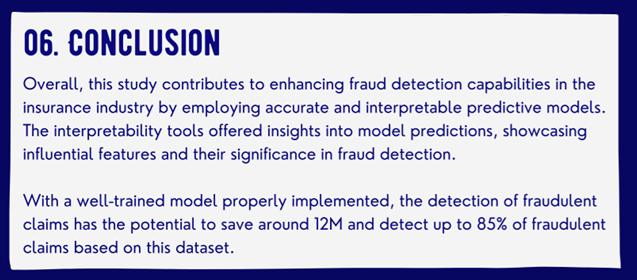 06. CONCLUSION
Overall, this study contributes to enhancing fraud detection capabilities in the
insurance industry by employing accurate and interpretable predictive models.
The interpretability tools offered insights into model predictions, showcasing
influential features and their significance in fraud detection.
With a well-trained model properly implemented, the detection of fraudulent
claims has the potential to save around 12M and detect up to 85% of fraudulent
claims based on this dataset.